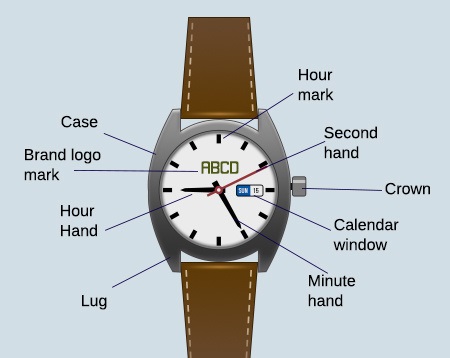 Hour
mark
Case
Second
hand
Brand logo
mark
ABCD
SUN 15
Crown
Hour
Hand
Calendar
window
Minute
hand
Lug